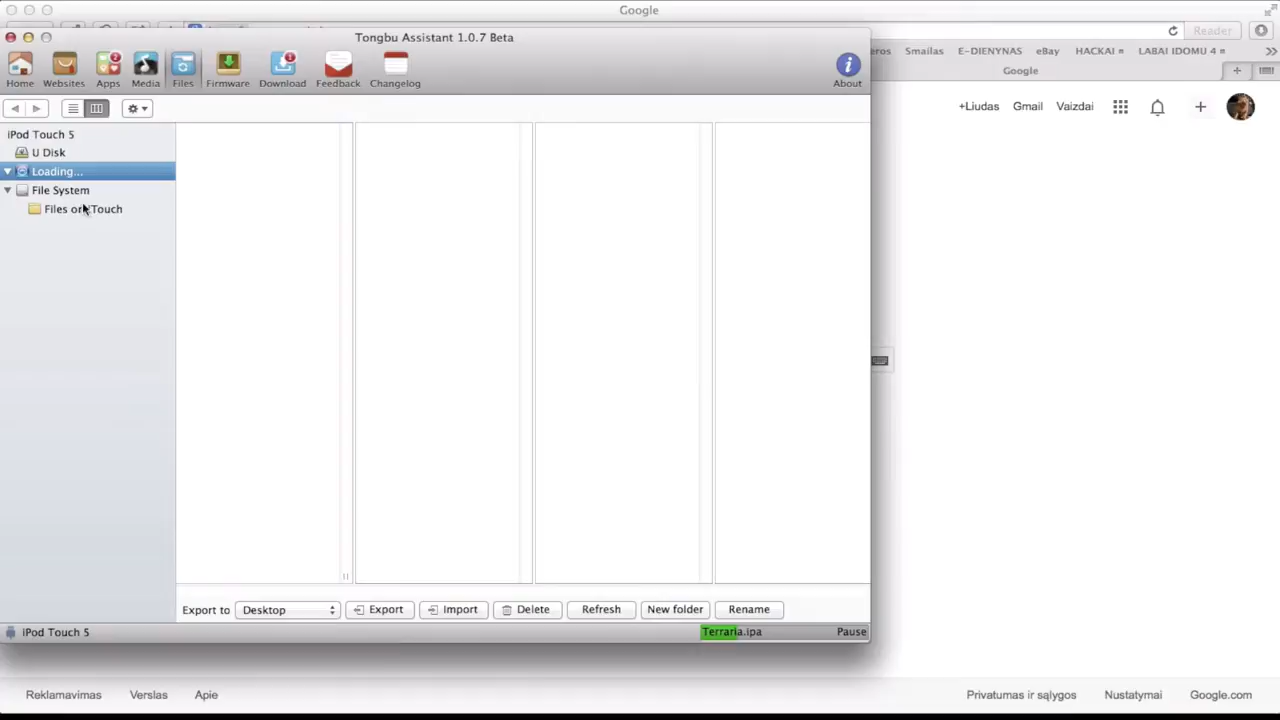 Google
Tongbu Assistant 1.0.7 Beta
Reader
Home
Websites
Apps
Media
Files
Firmware
Download
Feedback
Changelog
About
eros
Smailas
E-DIENYNAS
eBay
HACKAI
LABAI IDOMU 4
Google
+Liudas
Gmail
Vaizdai
iPod Touch 5
U Disk
Loading...
File System
Files on Touch
Export to
Desktop
Export
Import
Delete
Refresh
New folder
Rename
iPod Touch 5
Terraria.ipa
Pause
Reklamavimas
Verslas
Apie
Privatumas ir sąlygos
Nustatymai
Google.com